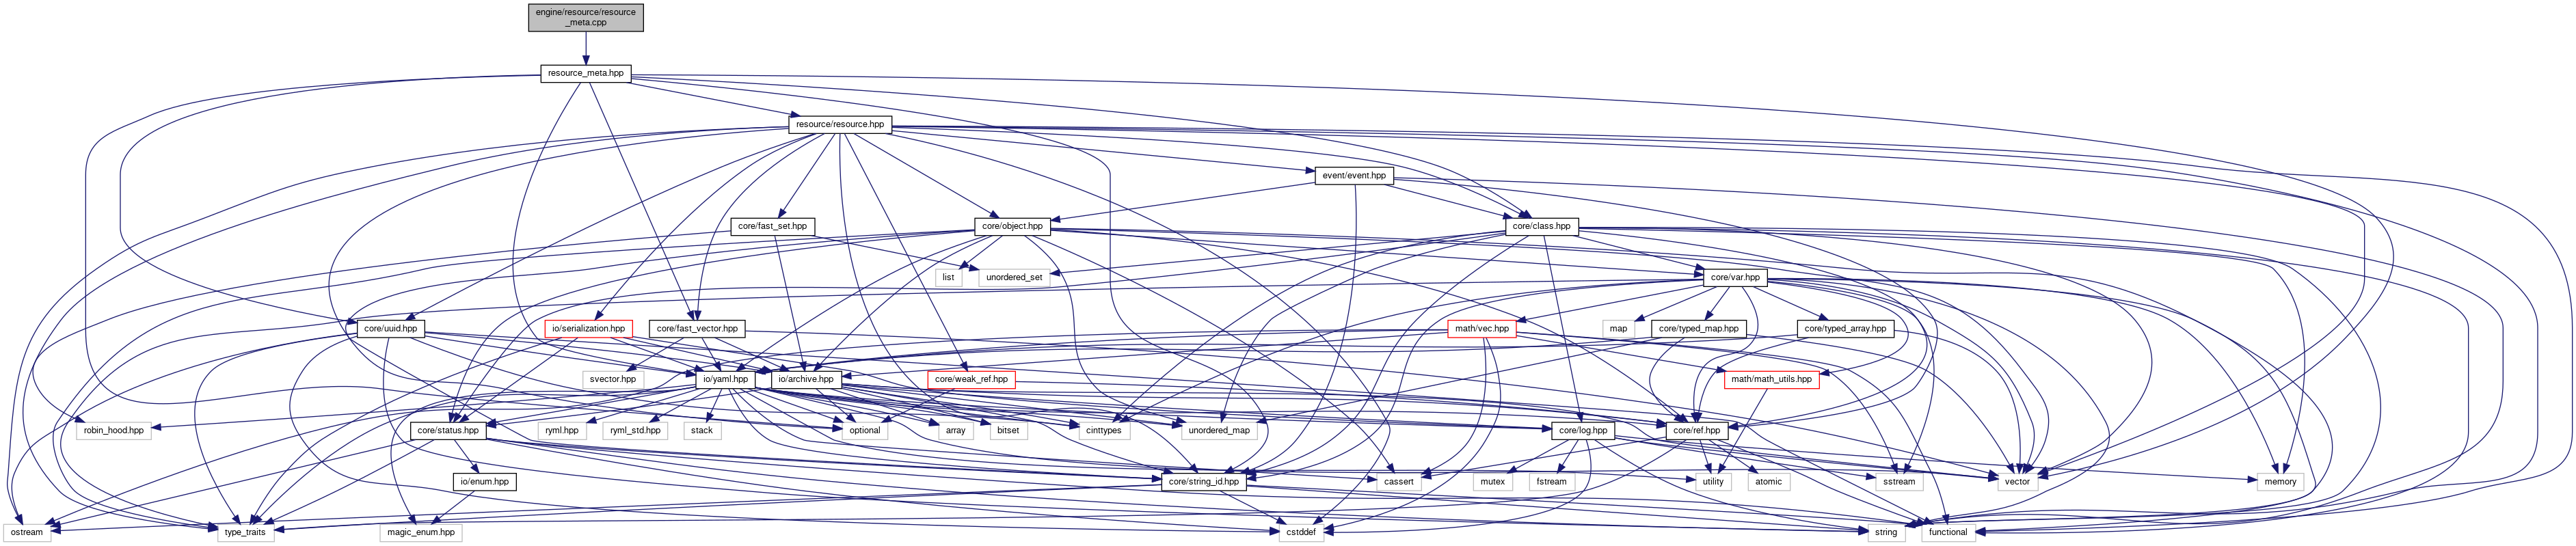 engine/resource/resource
_meta.cpp
resource_meta.hpp
resource/resource.hpp
event/event.hpp
core/fast_set.hpp
core/object.hpp
core/class.hpp
list
unordered_set
core/var.hpp
core/uuid.hpp
io/serialization.hpp
core/fast_vector.hpp
math/vec.hpp
map
core/typed_map.hpp
core/typed_array.hpp
svector.hpp
io/yaml.hpp
io/archive.hpp
core/weak_ref.hpp
math/math_utils.hpp
robin_hood.hpp
core/status.hpp
ryml.hpp
ryml_std.hpp
stack
optional
array
bitset
cinttypes
unordered_map
core/log.hpp
core/ref.hpp
io/enum.hpp
core/string_id.hpp
cassert
mutex
fstream
utility
atomic
sstream
vector
memory
ostream
type_traits
magic_enum.hpp
cstddef
string
functional